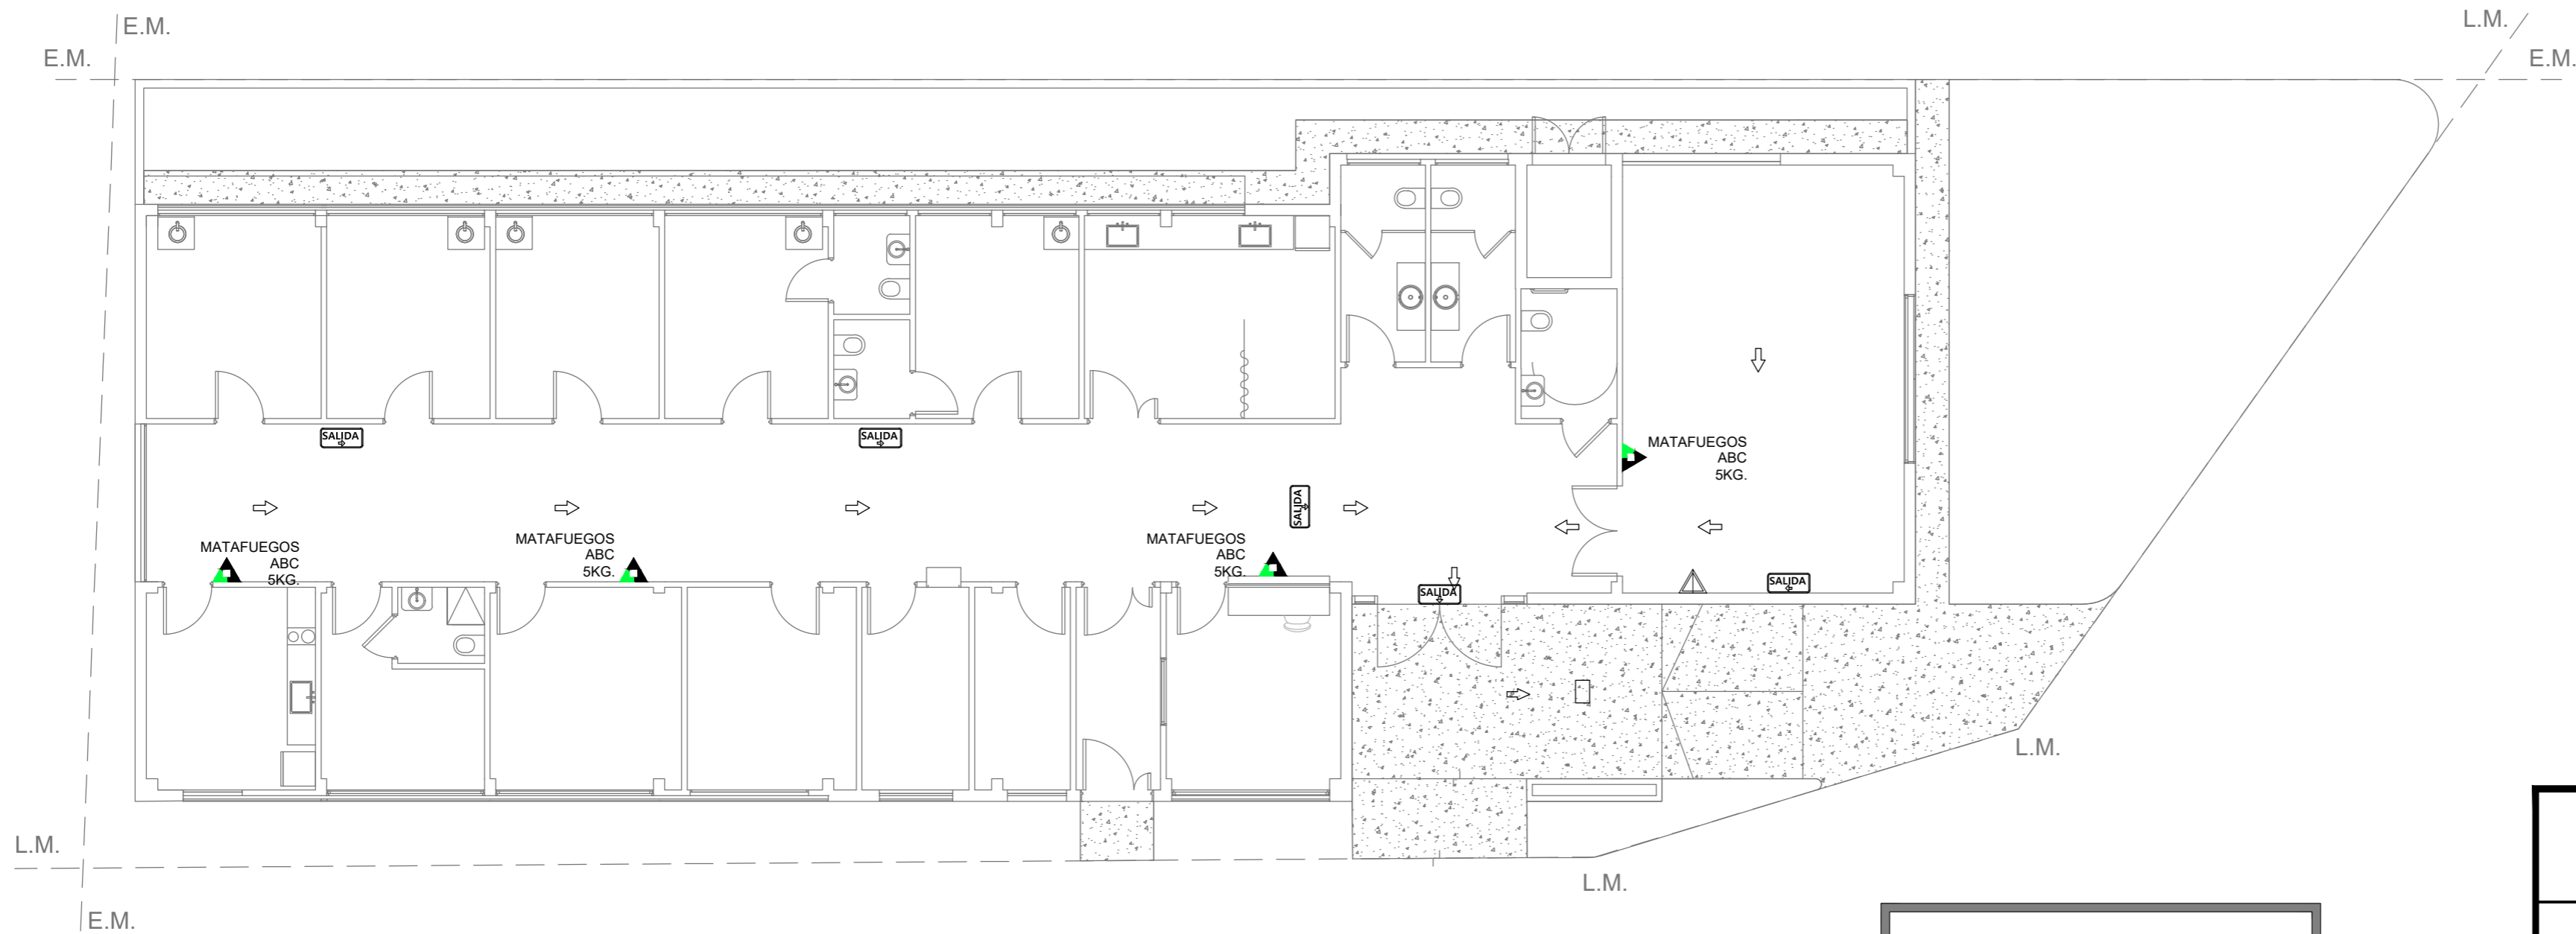 E.M.
L.M.
E.M.
E.M.
SALIDA
SALIDA
MATAFUEGOS
ABC
5KG.
SALIDA
MATAFUEGOS
ABC
5KG.
MATAFUEGOS
ABC
5KG.
MATAFUEGOS
ABC
5KG.
SALIDA
SALIDA
L.M.
L.M.
L.M.
E.M.